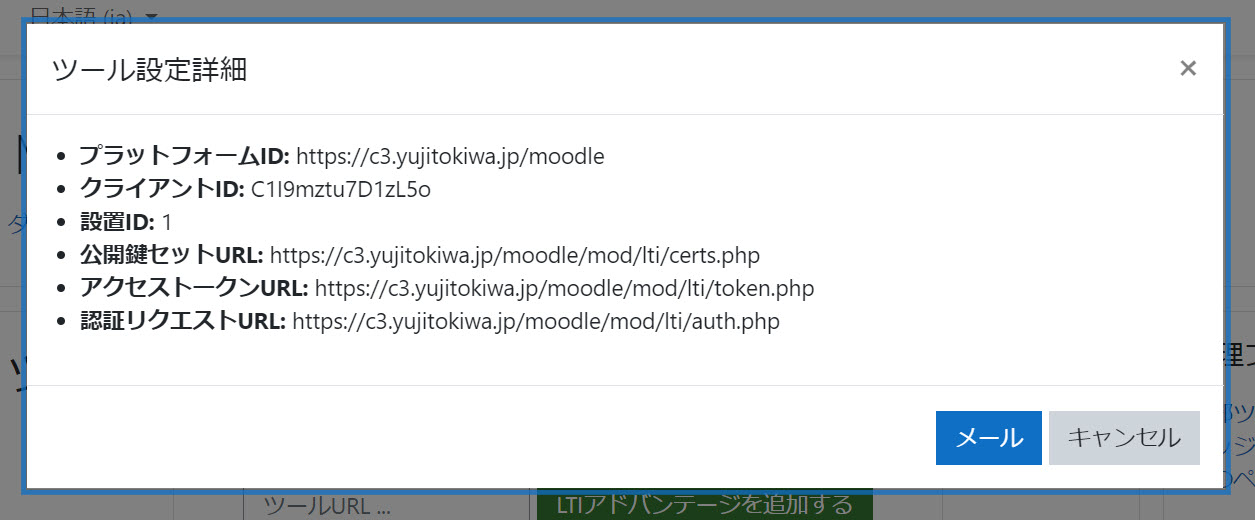 日本語 (ja)
ツール設定詳細
×
プラットフォームID: https://c3.yujitokiwa.jp/moodle
クライアントID: C1I9mztu7D1zL5o
設置ID: 1
公開鍵セットURL: https://c3.yujitokiwa.jp/moodle/mod/lti/certs.php
アクセストークンURL: https://c3.yujitokiwa.jp/moodle/mod/lti/token.php
認証リクエストURL: https://c3.yujitokiwa.jp/moodle/mod/lti/auth.php
メール キャンセル
ツールURL ...
LTIアドバンテージを追加する